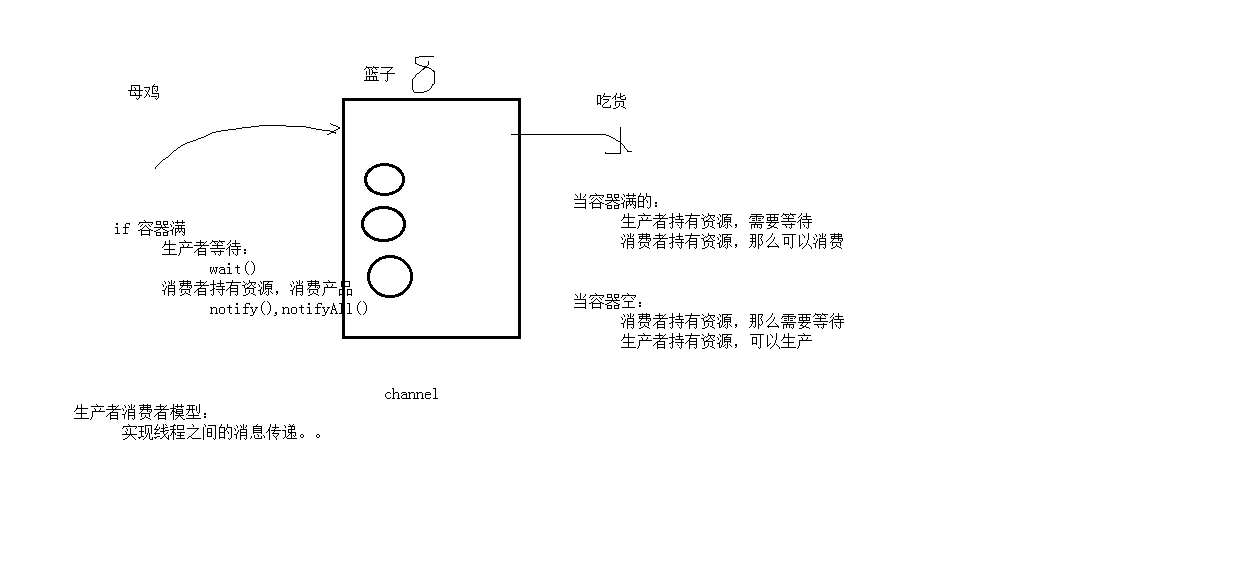 篮子 8
母鸡
吃货
if 容器满
生产者等待:
wait()
消费者持有资源，消费产品
notify(),notifyAll()
当容器满的:
生产者持有资源，需要等待
消费者持有资源，那么可以消费
当容器空:
消费者持有资源，那么需要等待
生产者持有资源，可以生产
channel
生产者消费者模型:
实现线程之间的消息传递。。